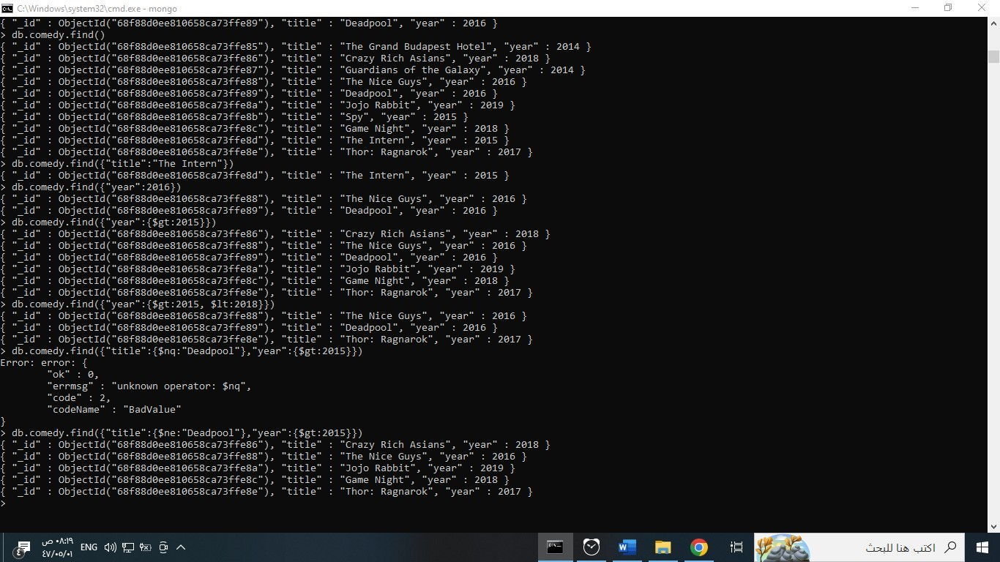 C:\Windows\system32\cmd.exe - mongo
{ "_id" : ObjectId("68f88d0ee810658ca73ffe89"), "title" : "Deadpool", "year" : 2016 }
> db.comedy.find()
{ "_id" : ObjectId("68f88d0ee810658ca73ffe85"), "title" : "The Grand Budapest Hotel", "year" : 2014 }
{ "_id" : ObjectId("68f88d0ee810658ca73ffe86"), "title" : "Crazy Rich Asians", "year" : 2018 }
{ "_id" : ObjectId("68f88d0ee810658ca73ffe87"), "title" : "Guardians of the Galaxy", "year" : 2014 }
{ "_id" : ObjectId("68f88d0ee810658ca73ffe88"), "title" : "The Nice Guys", "year" : 2016 }
{ "_id" : ObjectId("68f88d0ee810658ca73ffe89"), "title" : "Deadpool", "year" : 2016 }
{ "_id" : ObjectId("68f88d0ee810658ca73ffe8a"), "title" : "Jojo Rabbit", "year" : 2019 }
{ "_id" : ObjectId("68f88d0ee810658ca73ffe8b"), "title" : "Spy", "year" : 2015 }
{ "_id" : ObjectId("68f88d0ee810658ca73ffe8c"), "title" : "Game Night", "year" : 2018 }
{ "_id" : ObjectId("68f88d0ee810658ca73ffe8d"), "title" : "The Intern", "year" : 2015 }
{ "_id" : ObjectId("68f88d0ee810658ca73ffe8e"), "title" : "Thor: Ragnarok", "year" : 2017 }
> db.comedy.find({"title":"The Intern"})
{ "_id" : ObjectId("68f88d0ee810658ca73ffe8d"), "title" : "The Intern", "year" : 2015 }
> db.comedy.find({"year":2016})
{ "_id" : ObjectId("68f88d0ee810658ca73ffe88"), "title" : "The Nice Guys", "year" : 2016 }
{ "_id" : ObjectId("68f88d0ee810658ca73ffe89"), "title" : "Deadpool", "year" : 2016 }
> db.comedy.find({"year":{$gt:2015}})
{ "_id" : ObjectId("68f88d0ee810658ca73ffe86"), "title" : "Crazy Rich Asians", "year" : 2018 }
{ "_id" : ObjectId("68f88d0ee810658ca73ffe88"), "title" : "The Nice Guys", "year" : 2016 }
{ "_id" : ObjectId("68f88d0ee810658ca73ffe89"), "title" : "Deadpool", "year" : 2016 }
{ "_id" : ObjectId("68f88d0ee810658ca73ffe8a"), "title" : "Jojo Rabbit", "year" : 2019 }
{ "_id" : ObjectId("68f88d0ee810658ca73ffe8c"), "title" : "Game Night", "year" : 2018 }
{ "_id" : ObjectId("68f88d0ee810658ca73ffe8e"), "title" : "Thor: Ragnarok", "year" : 2017 }
> db.comedy.find({"year":{$gt:2015, $lt:2018}})
{ "_id" : ObjectId("68f88d0ee810658ca73ffe88"), "title" : "The Nice Guys", "year" : 2016 }
{ "_id" : ObjectId("68f88d0ee810658ca73ffe89"), "title" : "Deadpool", "year" : 2016 }
{ "_id" : ObjectId("68f88d0ee810658ca73ffe8e"), "title" : "Thor: Ragnarok", "year" : 2017 }
> db.comedy.find({"title":{$nq:"Deadpool"},"year":{$gt:2015}})
Error: error: {
        "ok" : 0,
        "errmsg" : "unknown operator: $nq",
        "code" : 2,
        "codeName" : "BadValue"
}
> db.comedy.find({"title":{$ne:"Deadpool"},"year":{$gt:2015}})
{ "_id" : ObjectId("68f88d0ee810658ca73ffe86"), "title" : "Crazy Rich Asians", "year" : 2018 }
{ "_id" : ObjectId("68f88d0ee810658ca73ffe88"), "title" : "The Nice Guys", "year" : 2016 }
{ "_id" : ObjectId("68f88d0ee810658ca73ffe8a"), "title" : "Jojo Rabbit", "year" : 2019 }
{ "_id" : ObjectId("68f88d0ee810658ca73ffe8c"), "title" : "Game Night", "year" : 2018 }
{ "_id" : ObjectId("68f88d0ee810658ca73ffe8e"), "title" : "Thor: Ragnarok", "year" : 2017 }
>
٤
٠٨:١٩ ص
٤٧/٠٥/٠١
ENG
اكتب هنا للبحث